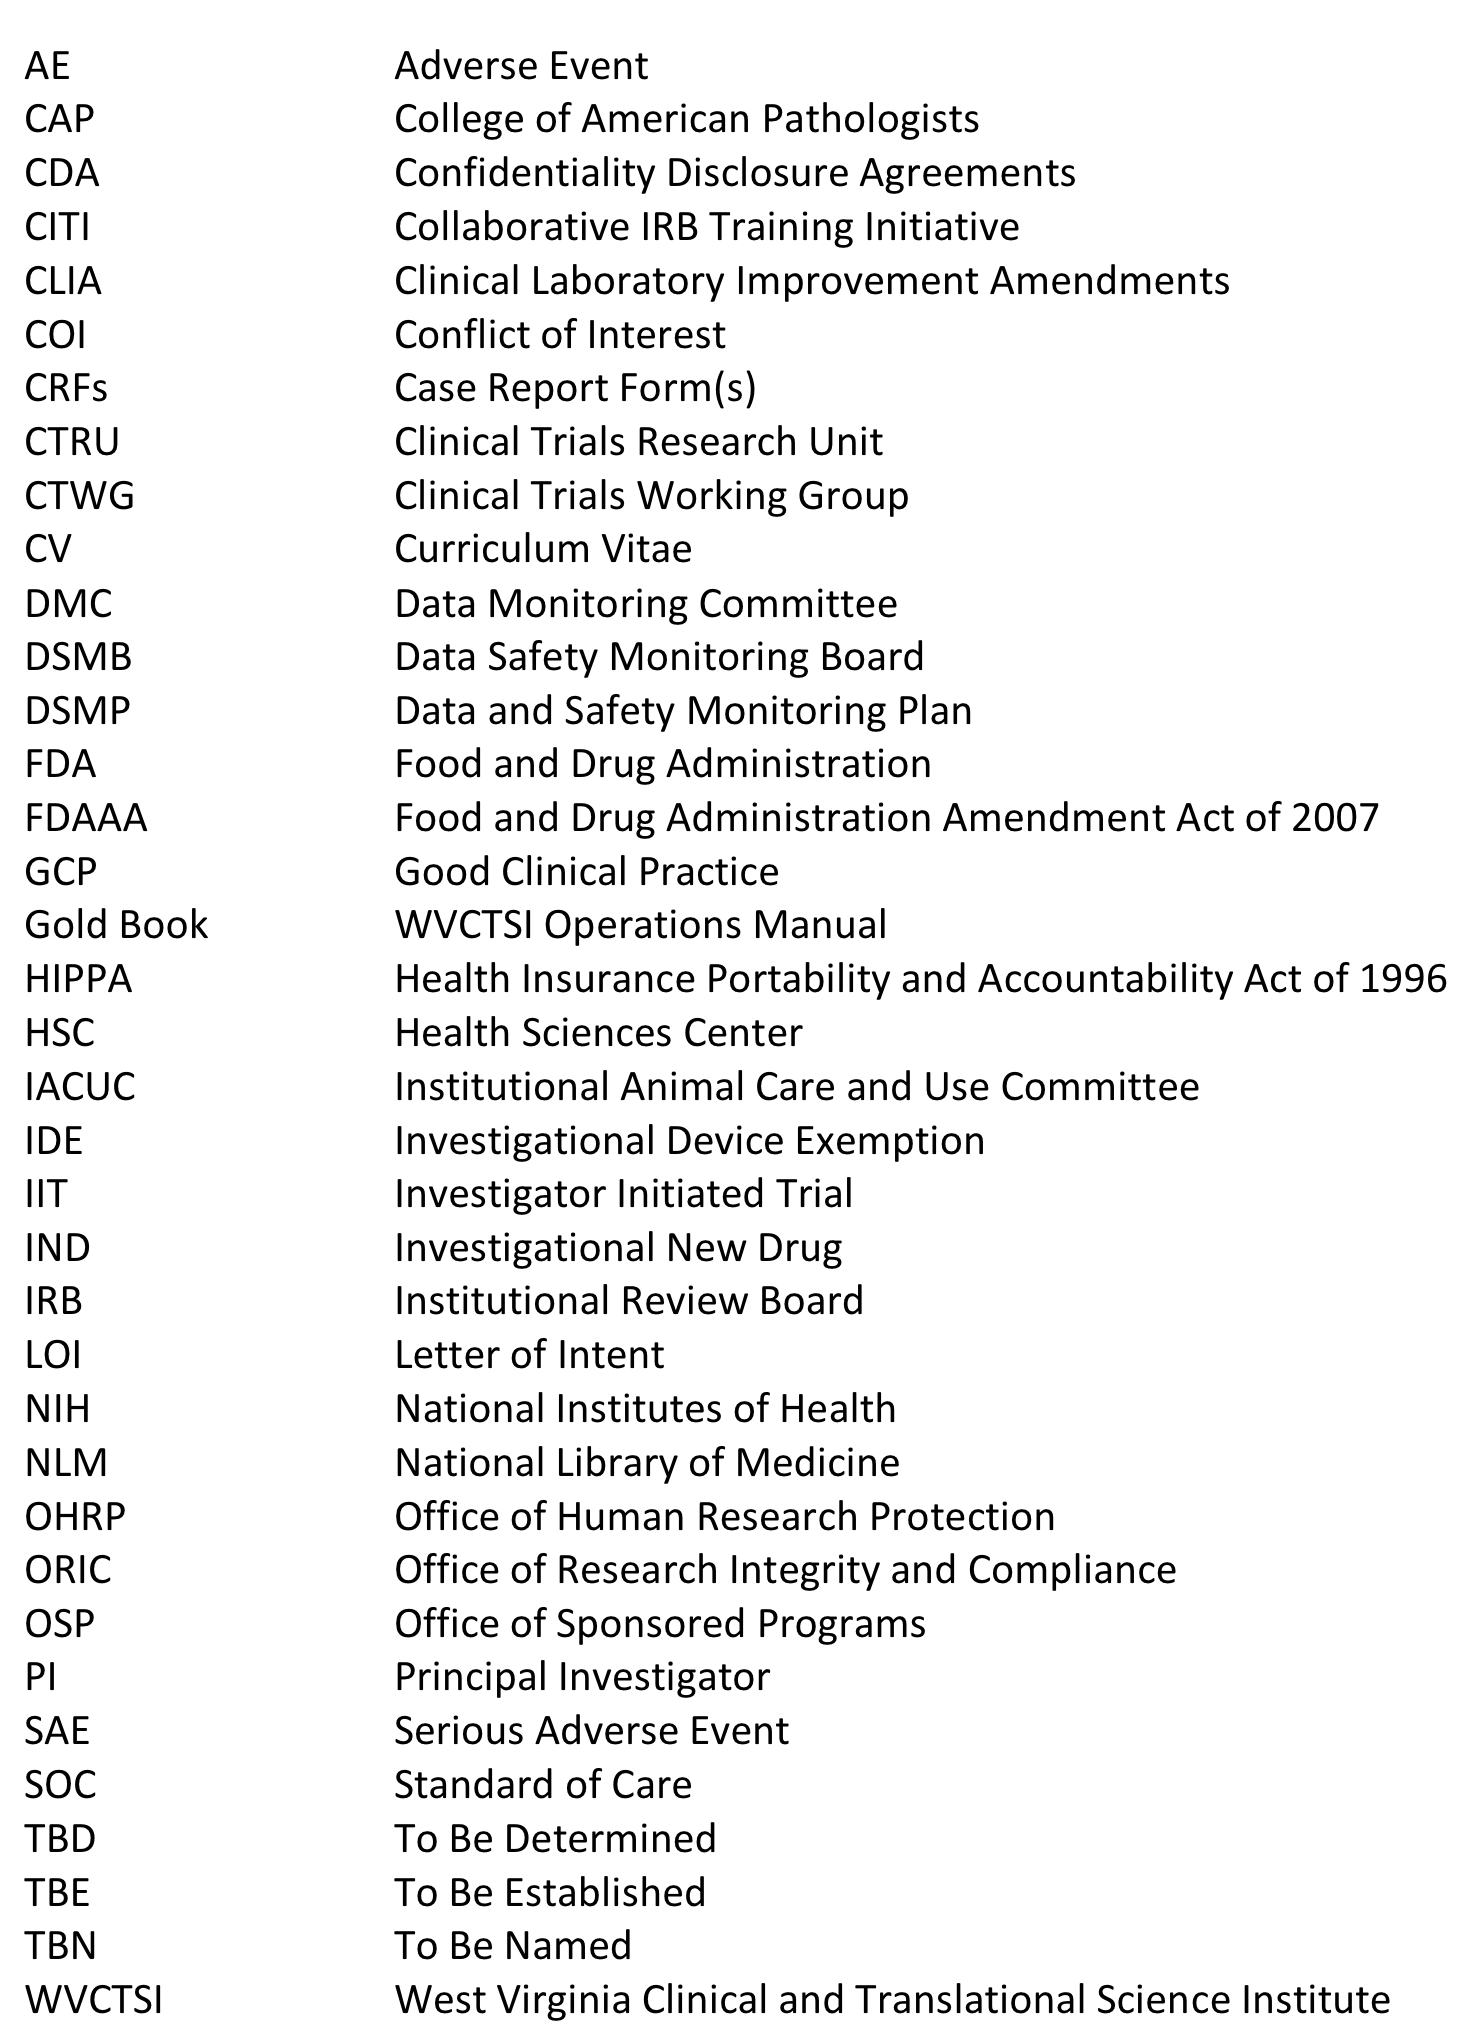 AE Adverse Event
CAP College of American Pathologists
CDA Confidentiality Disclosure Agreements
CITI Collaborative IRB Training Initiative
CLIA Clinical Laboratory Improvement Amendments
COI Conflict of Interest
CRFs Case Report Form(s)
CTRU Clinical Trials Research Unit
CTWG Clinical Trials Working Group
CV Curriculum Vitae
DMC Data Monitoring Committee
DSMB Data Safety Monitoring Board
DSMP Data and Safety Monitoring Plan
FDA Food and Drug Administration
FDAAA Food and Drug Administration Amendment Act of 2007
GCP Good Clinical Practice
Gold Book WVCTSI Operations Manual
HIPPA Health Insurance Portability and Accountability Act of 1996
HSC Health Sciences Center
IACUC Institutional Animal Care and Use Committee
IDE Investigational Device Exemption
IIT Investigator Initiated Trial
IND Investigational New Drug
IRB Institutional Review Board
LOI Letter of Intent
NIH National Institutes of Health
NLM National Library of Medicine
OHRP Office of Human Research Protection
ORIC Office of Research Integrity and Compliance
OSP Office of Sponsored Programs
PI Principal Investigator
SAE Serious Adverse Event
SOC Standard of Care
TBD To Be Determined
TBE To Be Established
TBN To Be Named
WVCTSI West Virginia Clinical and Translational Science Institute